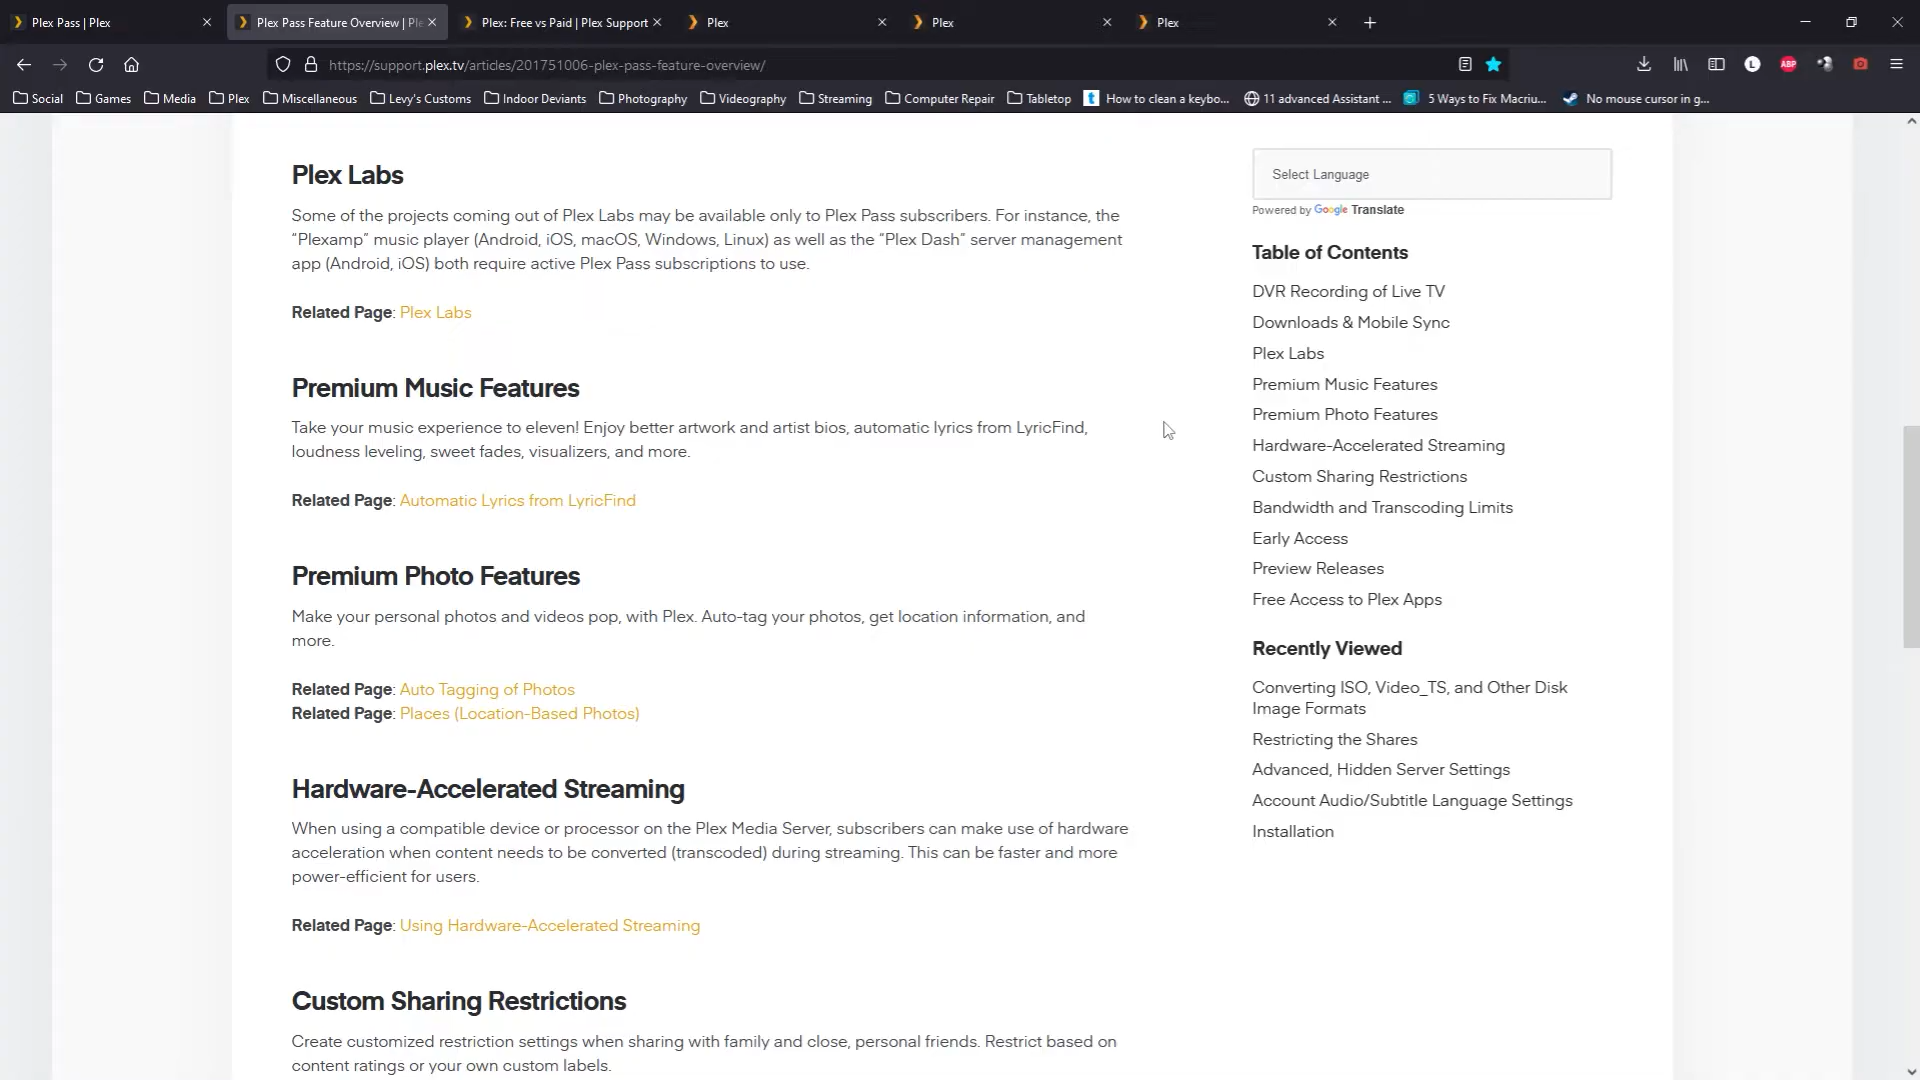 Plex Pass | Plex
Plex Pass Feature Overview | Ple
Plex: Free vs Paid | Plex Support
Plex
Plex
Plex
https://support.plex.tv/articles/201751006-plex-pass-feature-overview/
L
ABP
Social
Games
Media
Plex
Miscellaneous
Levy's Customs
Indoor Deviants
Photography
Videography
Streaming
Computer Repair
Tabletop
t
How to clean a keybo...
11 advanced Assistant ...
5 Ways to Fix Macriu...
No mouse cursor in g...
Plex Labs
Some of the projects coming out of Plex Labs may be available only to Plex Pass subscribers. For instance, the
“Plexamp” music player (Android, iOS, macOS, Windows, Linux) as well as the “Plex Dash” server management
app (Android, iOS) both require active Plex Pass subscriptions to use.
Related Page: Plex Labs
Premium Music Features
Take your music experience to eleven! Enjoy better artwork and artist bios, automatic lyrics from LyricFind,
loudness leveling, sweet fades, visualizers, and more.
Related Page: Automatic Lyrics from LyricFind
Premium Photo Features
Make your personal photos and videos pop, with Plex. Auto-tag your photos, get location information, and
more.
Related Page: Auto Tagging of Photos
Related Page: Places (Location-Based Photos)
Hardware-Accelerated Streaming
When using a compatible device or processor on the Plex Media Server, subscribers can make use of hardware
acceleration when content needs to be converted (transcoded) during streaming. This can be faster and more
power-efficient for users.
Related Page: Using Hardware-Accelerated Streaming
Custom Sharing Restrictions
Create customized restriction settings when sharing with family and close, personal friends. Restrict based on
content ratings or your own custom labels.
Select Language
Powered by Google Translate
Table of Contents
DVR Recording of Live TV
Downloads & Mobile Sync
Plex Labs
Premium Music Features
Premium Photo Features
Hardware-Accelerated Streaming
Custom Sharing Restrictions
Bandwidth and Transcoding Limits
Early Access
Preview Releases
Free Access to Plex Apps
Recently Viewed
Converting ISO, Video_TS, and Other Disk
Image Formats
Restricting the Shares
Advanced, Hidden Server Settings
Account Audio/Subtitle Language Settings
Installation